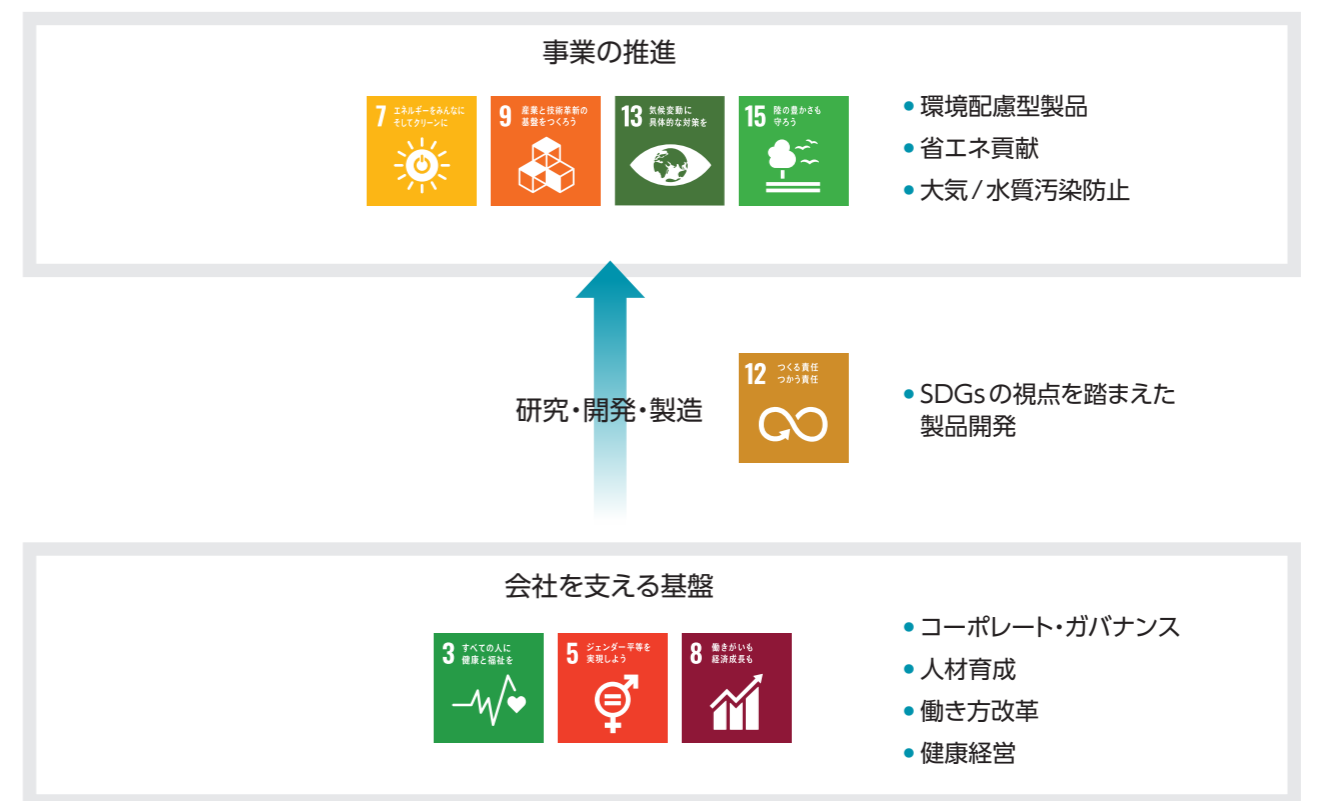 事業の推進
7 エネルギーをみんなに
そしてクリーンに
9 産業と技術革新の
基盤をつくろう
13 気候変動に
具体的な対策を
15 陸の豊かさも
守ろう
•環境配慮型製品
•省エネ貢献
•大気/水質汚染防止
研究・開発・製造
12 つくる責任
つかう責任
•SDGsの視点を踏まえた
製品開発
会社を支える基盤
3 すべての人に
健康と福祉を
5 ジェンダー平等を
実現しよう
8 働きがいも
経済成長も
•コーポレート・ガバナンス
•人材育成
•働き方改革
•健康経営